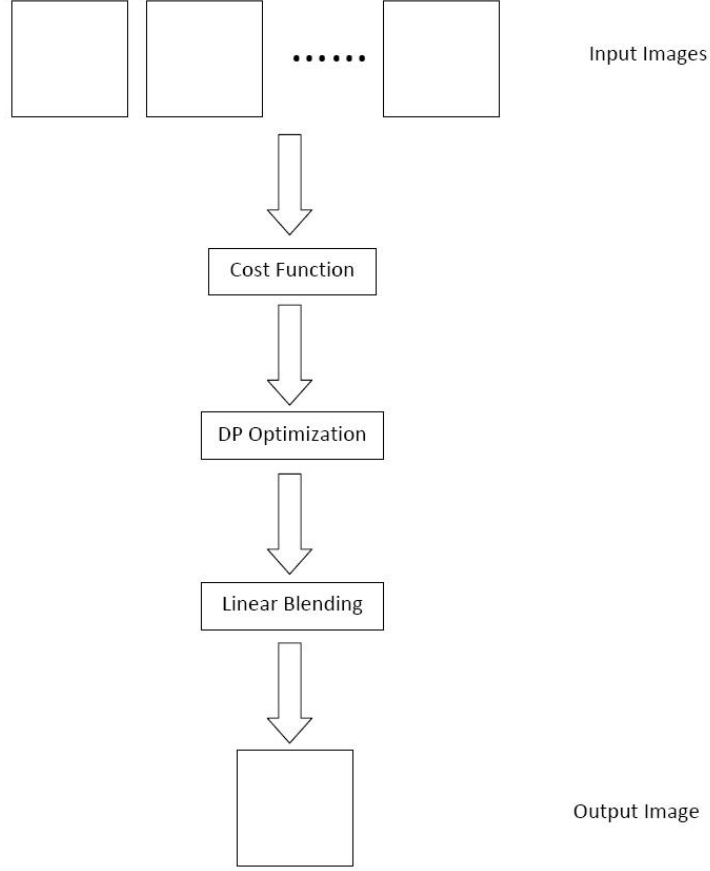 ......
Input Images
Cost Function
DP Optimization
Linear Blending
Output Image